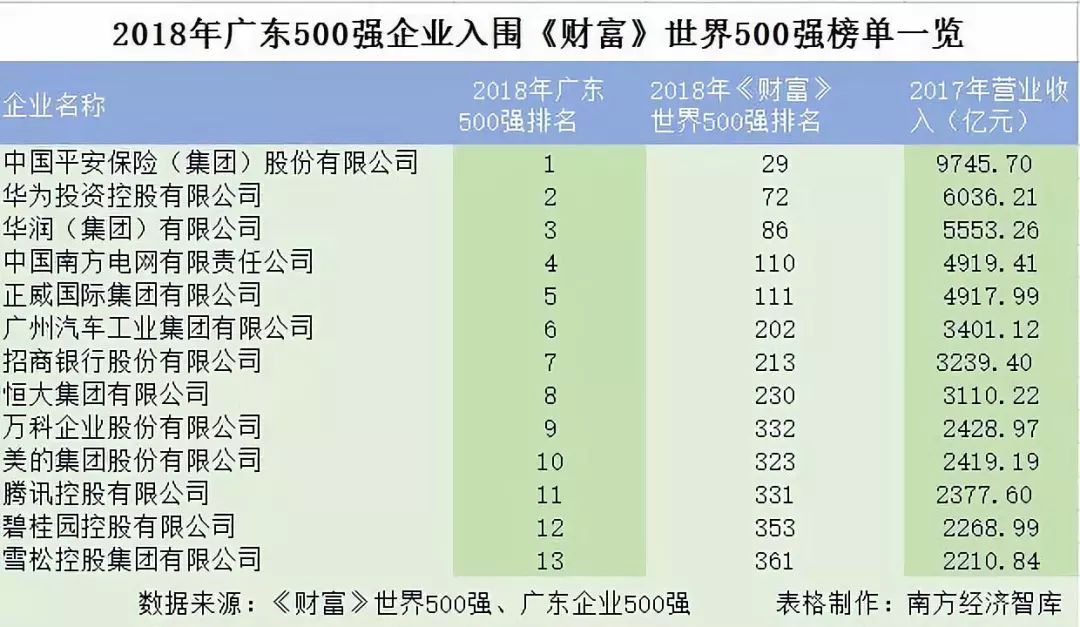 2018年广东500强企业入围《财富》世界500强榜单一览
企业名称 2018年广东500强排名 2018年《财富》世界500强排名 2017年营业收入（亿元）
中国平安保险（集团）股份有限公司 1 29 9745.70
华为投资控股有限公司 2 72 6036.21
华润（集团）有限公司 3 86 5553.26
中国南方电网有限责任公司 4 110 4919.41
正威国际集团有限公司 5 111 4917.99
广州汽车工业集团有限公司 6 202 3401.12
招商银行股份有限公司 7 213 3239.40
恒大集团有限公司 8 230 3110.22
万科企业股份有限公司 9 332 2428.97
美的集团股份有限公司 10 323 2419.19
腾讯控股有限公司 11 331 2377.60
碧桂园控股有限公司 12 353 2268.99
雪松控股集团有限公司 13 361 2210.84
数据来源：《财富》世界500强、广东企业500强 表格制作：南方经济智库